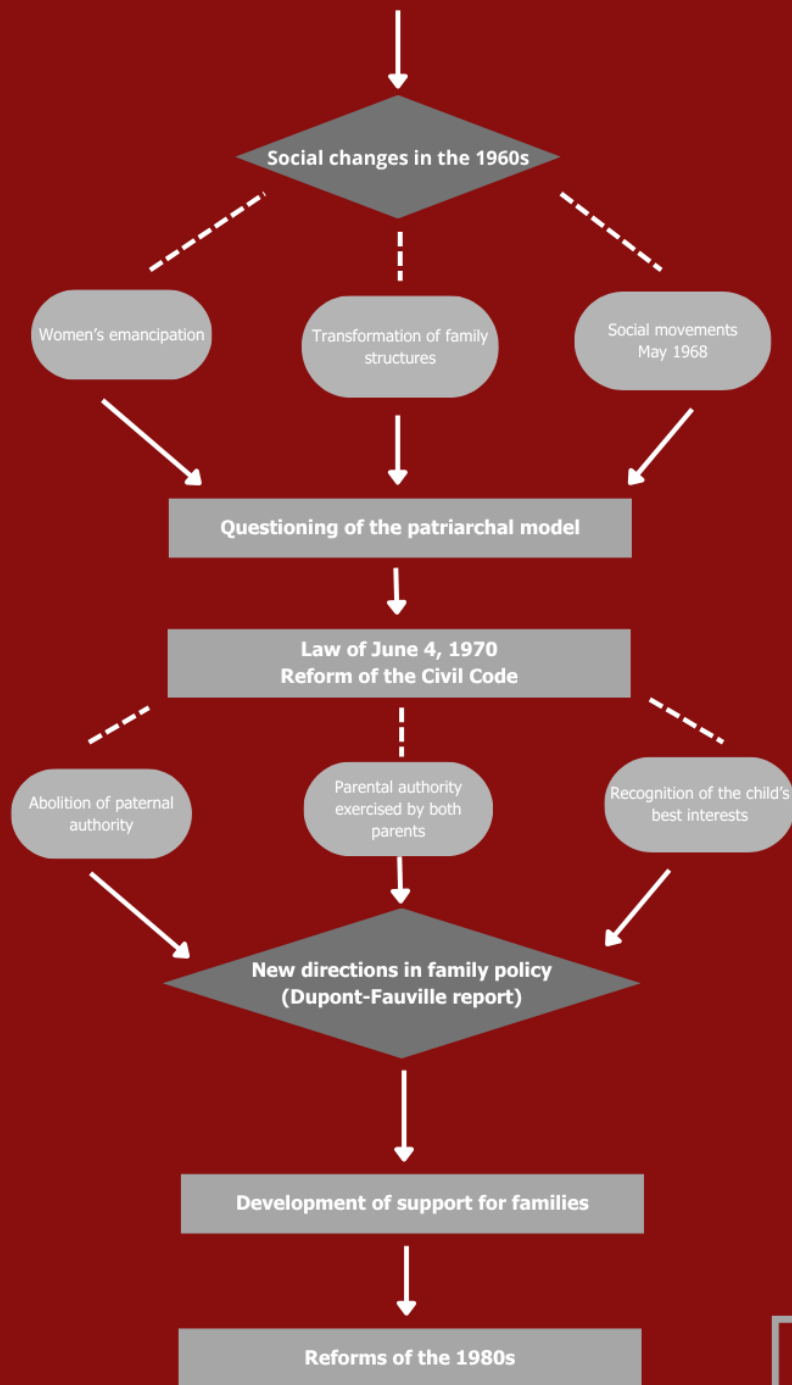 Social changes in the 1960s
Women’s emancipation
Transformation of family
structures
Social movements
May 1968
Questioning of the patriarchal model
Law of June 4, 1970
Reform of the Civil Code
Abolition of paternal
authority
Parental authority
exercised by both
parents
Recognition of the child’s
best interests
New directions in family policy
(Dupont-Fauville report)
Development of support for families
Reforms of the 1980s